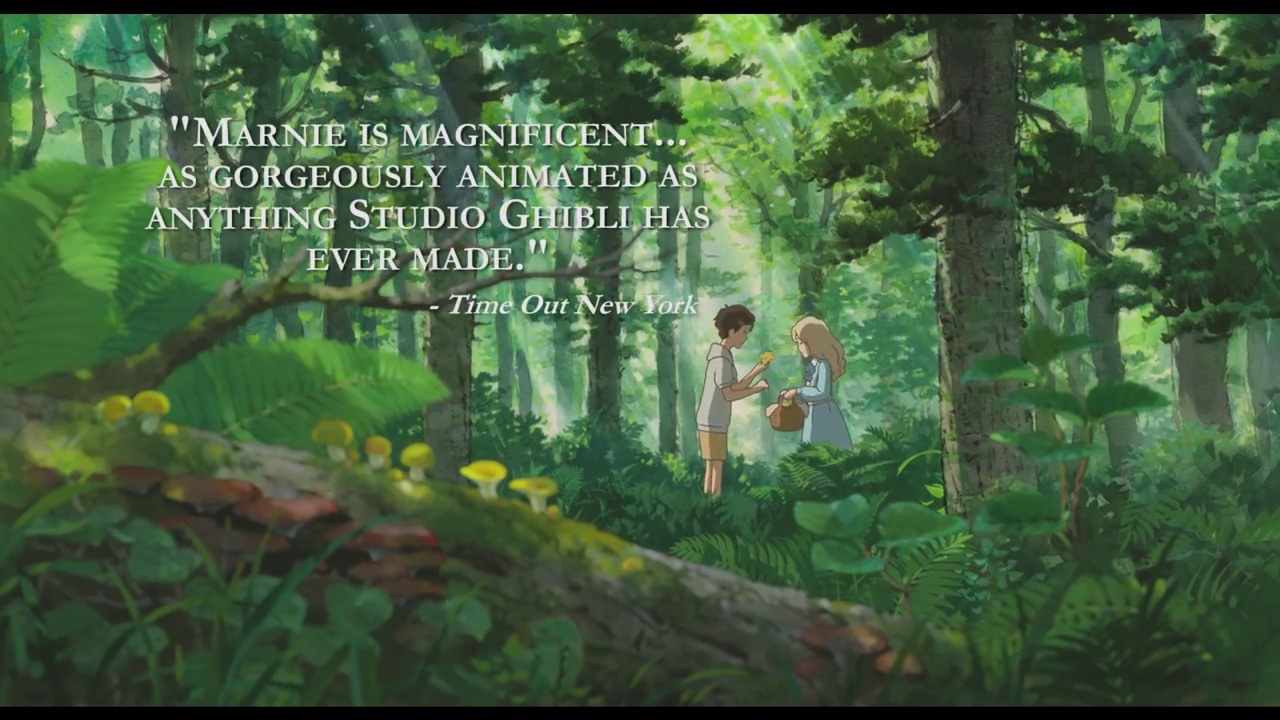 "Marnie is magnificent...
as gorgeously animated as
anything Studio Ghibli has
ever made."
- Time Out New York